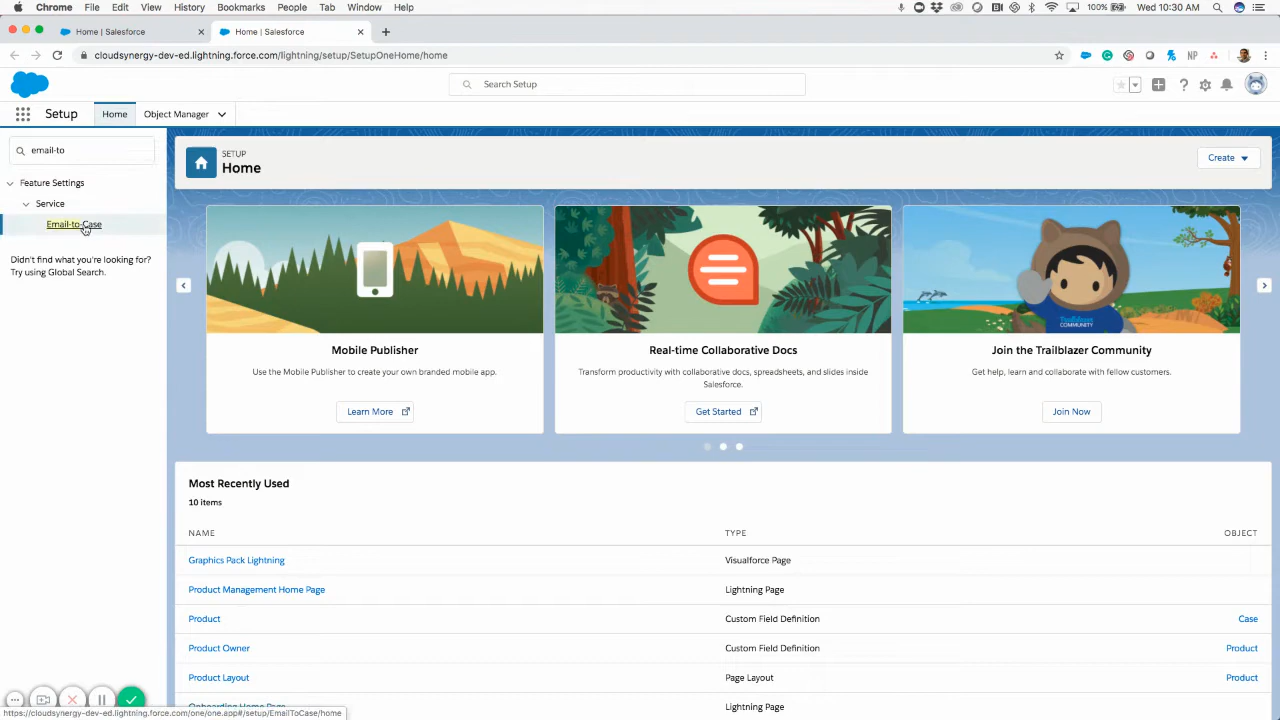 Chrome File Edit View History Bookmarks People Tab Window Help 100% Wed 10:30 AM
Home | Salesforce Home | Salesforce
cloudsynergy-dev-ed.lightning.force.com/lightning/setup/SetupOneHome/home
NP
Search Setup
Setup Home Object Manager
email-to
Feature Settings
Service
Email-to-Case
Didn't find what you're looking for?
Try using Global Search.
SETUP
Home
Create
TRAILBLAZER
COMMUNITY
Mobile Publisher
Use the Mobile Publisher to create your own branded mobile app.
Learn More
Real-time Collaborative Docs
Transform productivity with collaborative docs, spreadsheets, and slides inside
Salesforce.
Get Started
Join the Trailblazer Community
Get help, learn and collaborate with fellow customers.
Join Now
Most Recently Used
10 items
NAME TYPE OBJECT
Graphics Pack Lightning Visualforce Page
Product Management Home Page Lightning Page
Product Custom Field Definition Case
Product Owner Custom Field Definition Product
Product Layout Page Layout Product
Onboarding Home Page Lightning Page
https://cloudsynergy-dev-ed.lightning.force.com/one/one.app#/setup/EmailToCase/home